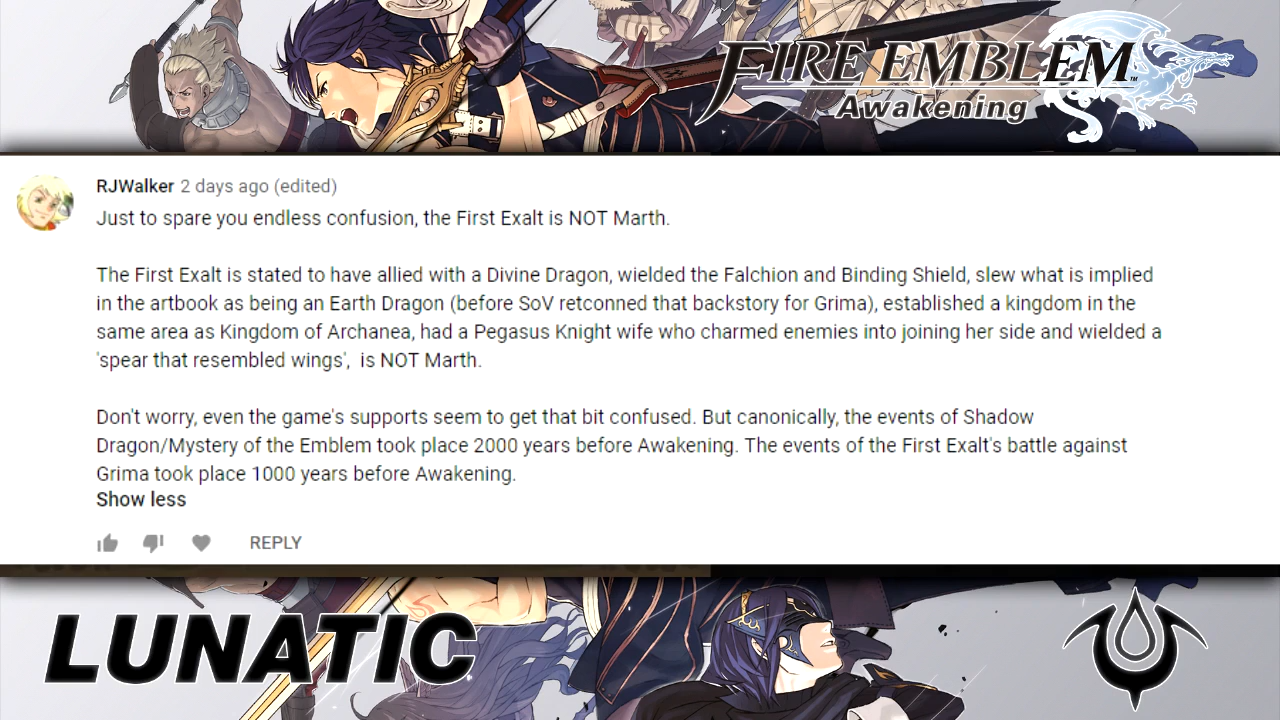 FIRE EMBLEM™
Awakening
RJWalker 2 days ago (edited)
Just to spare you endless confusion, the First Exalt is NOT Marth.
The First Exalt is stated to have allied with a Divine Dragon, wielded the Falchion and Binding Shield, slew what is implied
in the artbook as being an Earth Dragon (before SoV retconned that backstory for Grima), established a kingdom in the
same area as Kingdom of Archanea, had a Pegasus Knight wife who charmed enemies into joining her side and wielded a
'spear that resembled wings',  is NOT Marth.
Don't worry, even the game's supports seem to get that bit confused. But canonically, the events of Shadow
Dragon/Mystery of the Emblem took place 2000 years before Awakening. The events of the First Exalt's battle against
Grima took place 1000 years before Awakening.
Show less
REPLY
LUNATIC